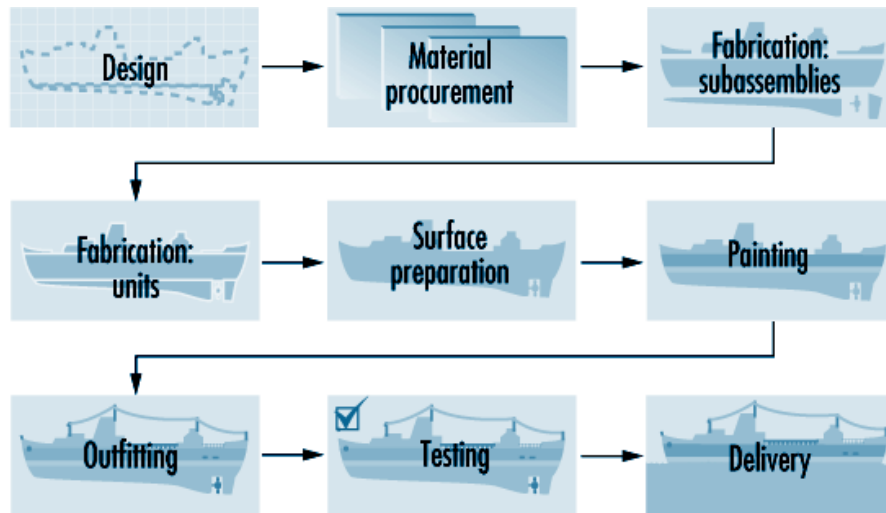 Design
Material
procurement
Fabrication:
subassemblies
Fabrication:
units
Surface
preparation
Painting
Outfitting
Testing
Delivery